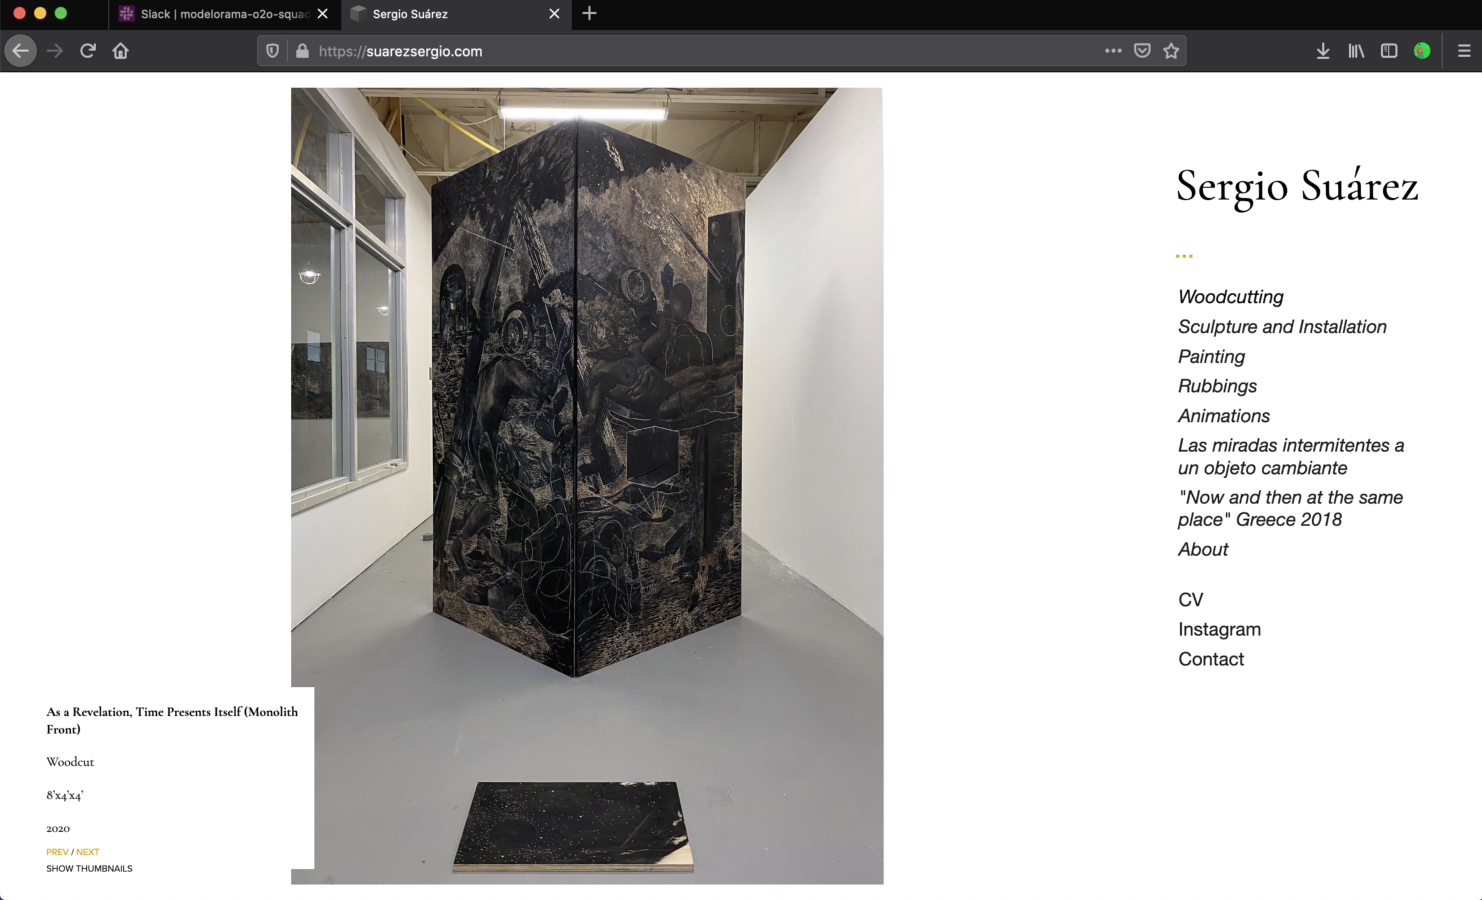 Slack | modelorama-o2o-squad
Sergio Suárez
https://suarezsergio.com
Sergio Suárez
...
Woodcutting
Sculpture and Installation
Painting
Rubbings
Animations
Las miradas intermitentes a
un objeto cambiante
"Now and then at the same
place" Greece 2018
About
CV
Instagram
Contact
As a Revelation, Time Presents Itself (Monolith
Front)
Woodcut
8'x4'x4'
2020
PREV / NEXT
SHOW THUMBNAILS